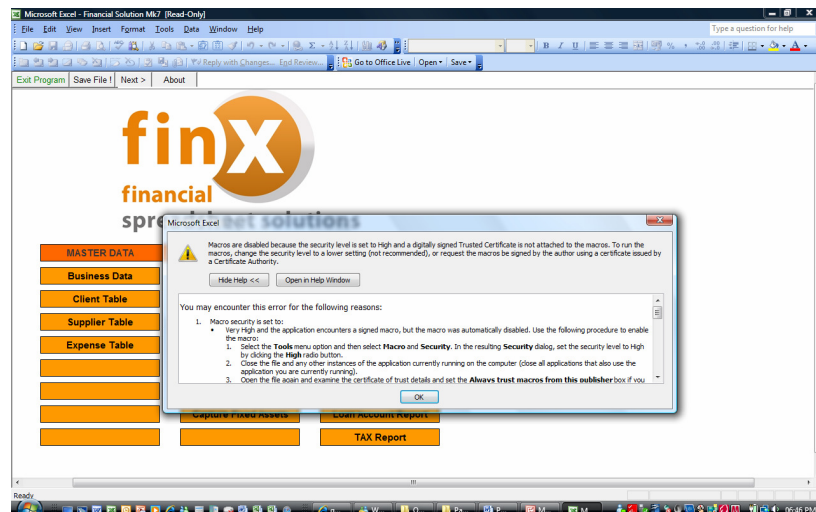 Microsoft Excel - Financial Solution Mk7 [Read-Only]
File Edit View Insert Format Tools Data Window Help
Type a question for help
Reply with Changes... End Review...
Go to Office Live Open Save
Exit Program Save File ! Next > About
finX
financial
spreadsheet solutions
Microsoft Excel
Macros are disabled because the security level is set to High and a digitally signed Trusted Certificate is not attached to the macros. To run the
macros, change the security level to a lower setting (not recommended), or request the macros be signed by the author using a certificate issued by
a Certificate Authority.
Hide Help << Open in Help Window
You may encounter this error for the following reasons:
1. Macro security is set to:
• Very High and the application encounters a signed macro, but the macro was automatically disabled. Use the following procedure to enable
the macro:
1. Select the Tools menu option and then select Macro and Security. In the resulting Security dialog, set the security level to High
by clicking the High radio button.
2. Close the file and any other instances of the application currently running on the computer (close all applications that also use the
application you are currently running).
3. Open the file again and examine the certificate of trust details and set the Always trust macros from this publisher box if you
OK
MASTER DATA
Business Data
Client Table
Supplier Table
Expense Table
Capture Fixed Assets
Loan Account Report
TAX Report
Ready
06:46 PM